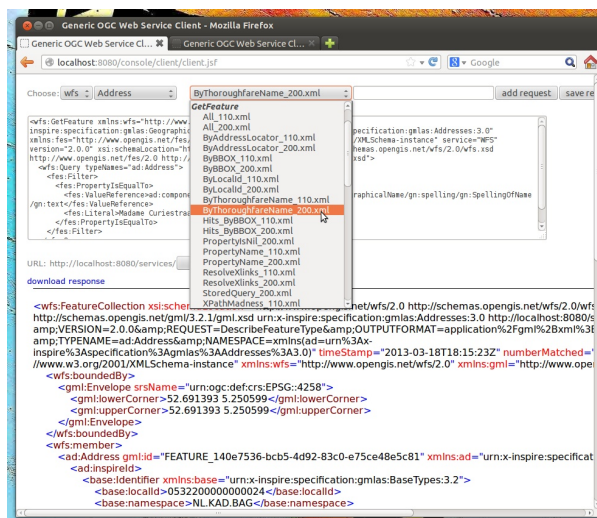 Generic OGC Web Service Client - Mozilla Firefox
Generic OGC Web Service Cl... Generic OGC Web Service Cl...
localhost:8080/console/client/client.jsf Google
Choose: wfs Address ByThoroughfareName_200.xml add request save re
GetFeature
All_110.xml
All_200.xml
ByAddressLocator_110.xml
ByAddressLocator_200.xml
ByBBOX_110.xml
ByBBOX_200.xml
ByLocalId_110.xml
ByLocalId_200.xml
ByThoroughfareName_110.xml
ByThoroughfareName_200.xml
Hits_ByBBOX_110.xml
Hits_ByBBOX_200.xml
PropertyIsNil_200.xml
PropertyName_110.xml
PropertyName_200.xml
ResolveXlinks_110.xml
ResolveXlinks_200.xml
StoredQuery_200.xml
XPathMadness_110.xml
<wfs:GetFeature xmlns:wfs="http://www.
inspire:specification:gmlas:Geographic pecification:gmlas:Addresses:3.0"
xmlns:fes="http://www.opengis.net/fes/ /XMLSchema-instance" service="WFS"
version="2.0.0" xsi:schemaLocation="ht hemas.opengis.net/wfs/2.0/wfs.xsd
http://www.opengis.net/fes/2.0 http:/ xsd">
<wfs:Query typeNames="ad:Address">
<fes:Filter>
<fes:PropertyIsEqualTo>
<fes:ValueReference>ad:compone raphicalName/gn:spelling/gn:SpellingOfName
/gn:text</fes:ValueReference>
<fes:Literal>Madame Curiestraa
</fes:PropertyIsEqualTo>
</fes:Filter>
URL: http://localhost:8080/services/
download response
<wfs:FeatureCollection xsi:schem .net/wfs/2.0 http://schemas.opengis.net/wfs/2.0/wfs
http://schemas.opengis.net/gml/3.2.1/gml.xsd urn:x-inspire:specification:gmlas:Addresses:3.0 http://localhost:8080/s
amp;VERSION=2.0.0&amp;REQUEST=DescribeFeatureType&amp;OUTPUTFORMAT=application%2Fgml%2Bxml%3B
amp;TYPENAME=ad:Address&amp;NAMESPACE=xmlns(ad=urn%3Ax-
inspire%3Aspecification%3Agmlas%3AAddresses%3A3.0)" timeStamp="2013-03-18T18:15:23Z" numberMatched="
//www.w3.org/2001/XMLSchema-instance" xmlns:wfs="http://www.opengis.net/wfs/2.0" xmlns:gml="http://www.ope
<wfs:boundedBy>
<gml:Envelope srsName="urn:ogc:def:crs:EPSG::4258">
<gml:lowerCorner>52.691393 5.250599</gml:lowerCorner>
<gml:upperCorner>52.691393 5.250599</gml:upperCorner>
</gml:Envelope>
</wfs:boundedBy>
<wfs:member>
<ad:Address gml:id="FEATURE_140e7536-bcb5-4d92-83c0-e75ce48e5c81" xmlns:ad="urn:x-inspire:specificat
<ad:inspireId>
<base:Identifier xmlns:base="urn:x-inspire:specification:gmlas:BaseTypes:3.2">
<base:localId>0532200000000024</base:localId>
<base:namespace>NL.KAD.BAG</base:namespace>